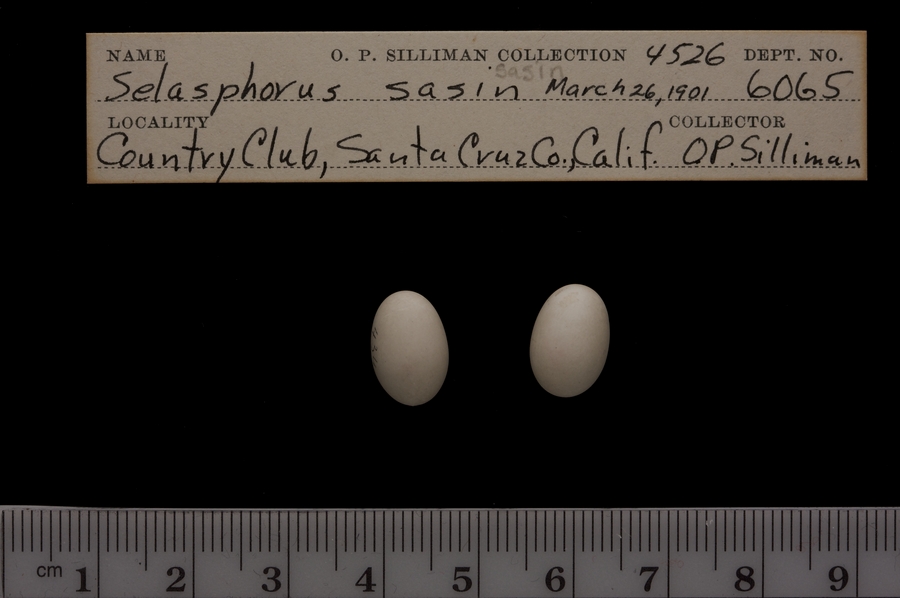 NAME O. P. SILLIMAN COLLECTION 4526 DEPT. NO.
sasin
Selasphorus sasin March 26, 1901 6065
LOCALITY COLLECTOR
Country Club, Santa Cruz Co., Calif. O.P. Silliman
cm 1 2 3 4 5 6 7 8 9